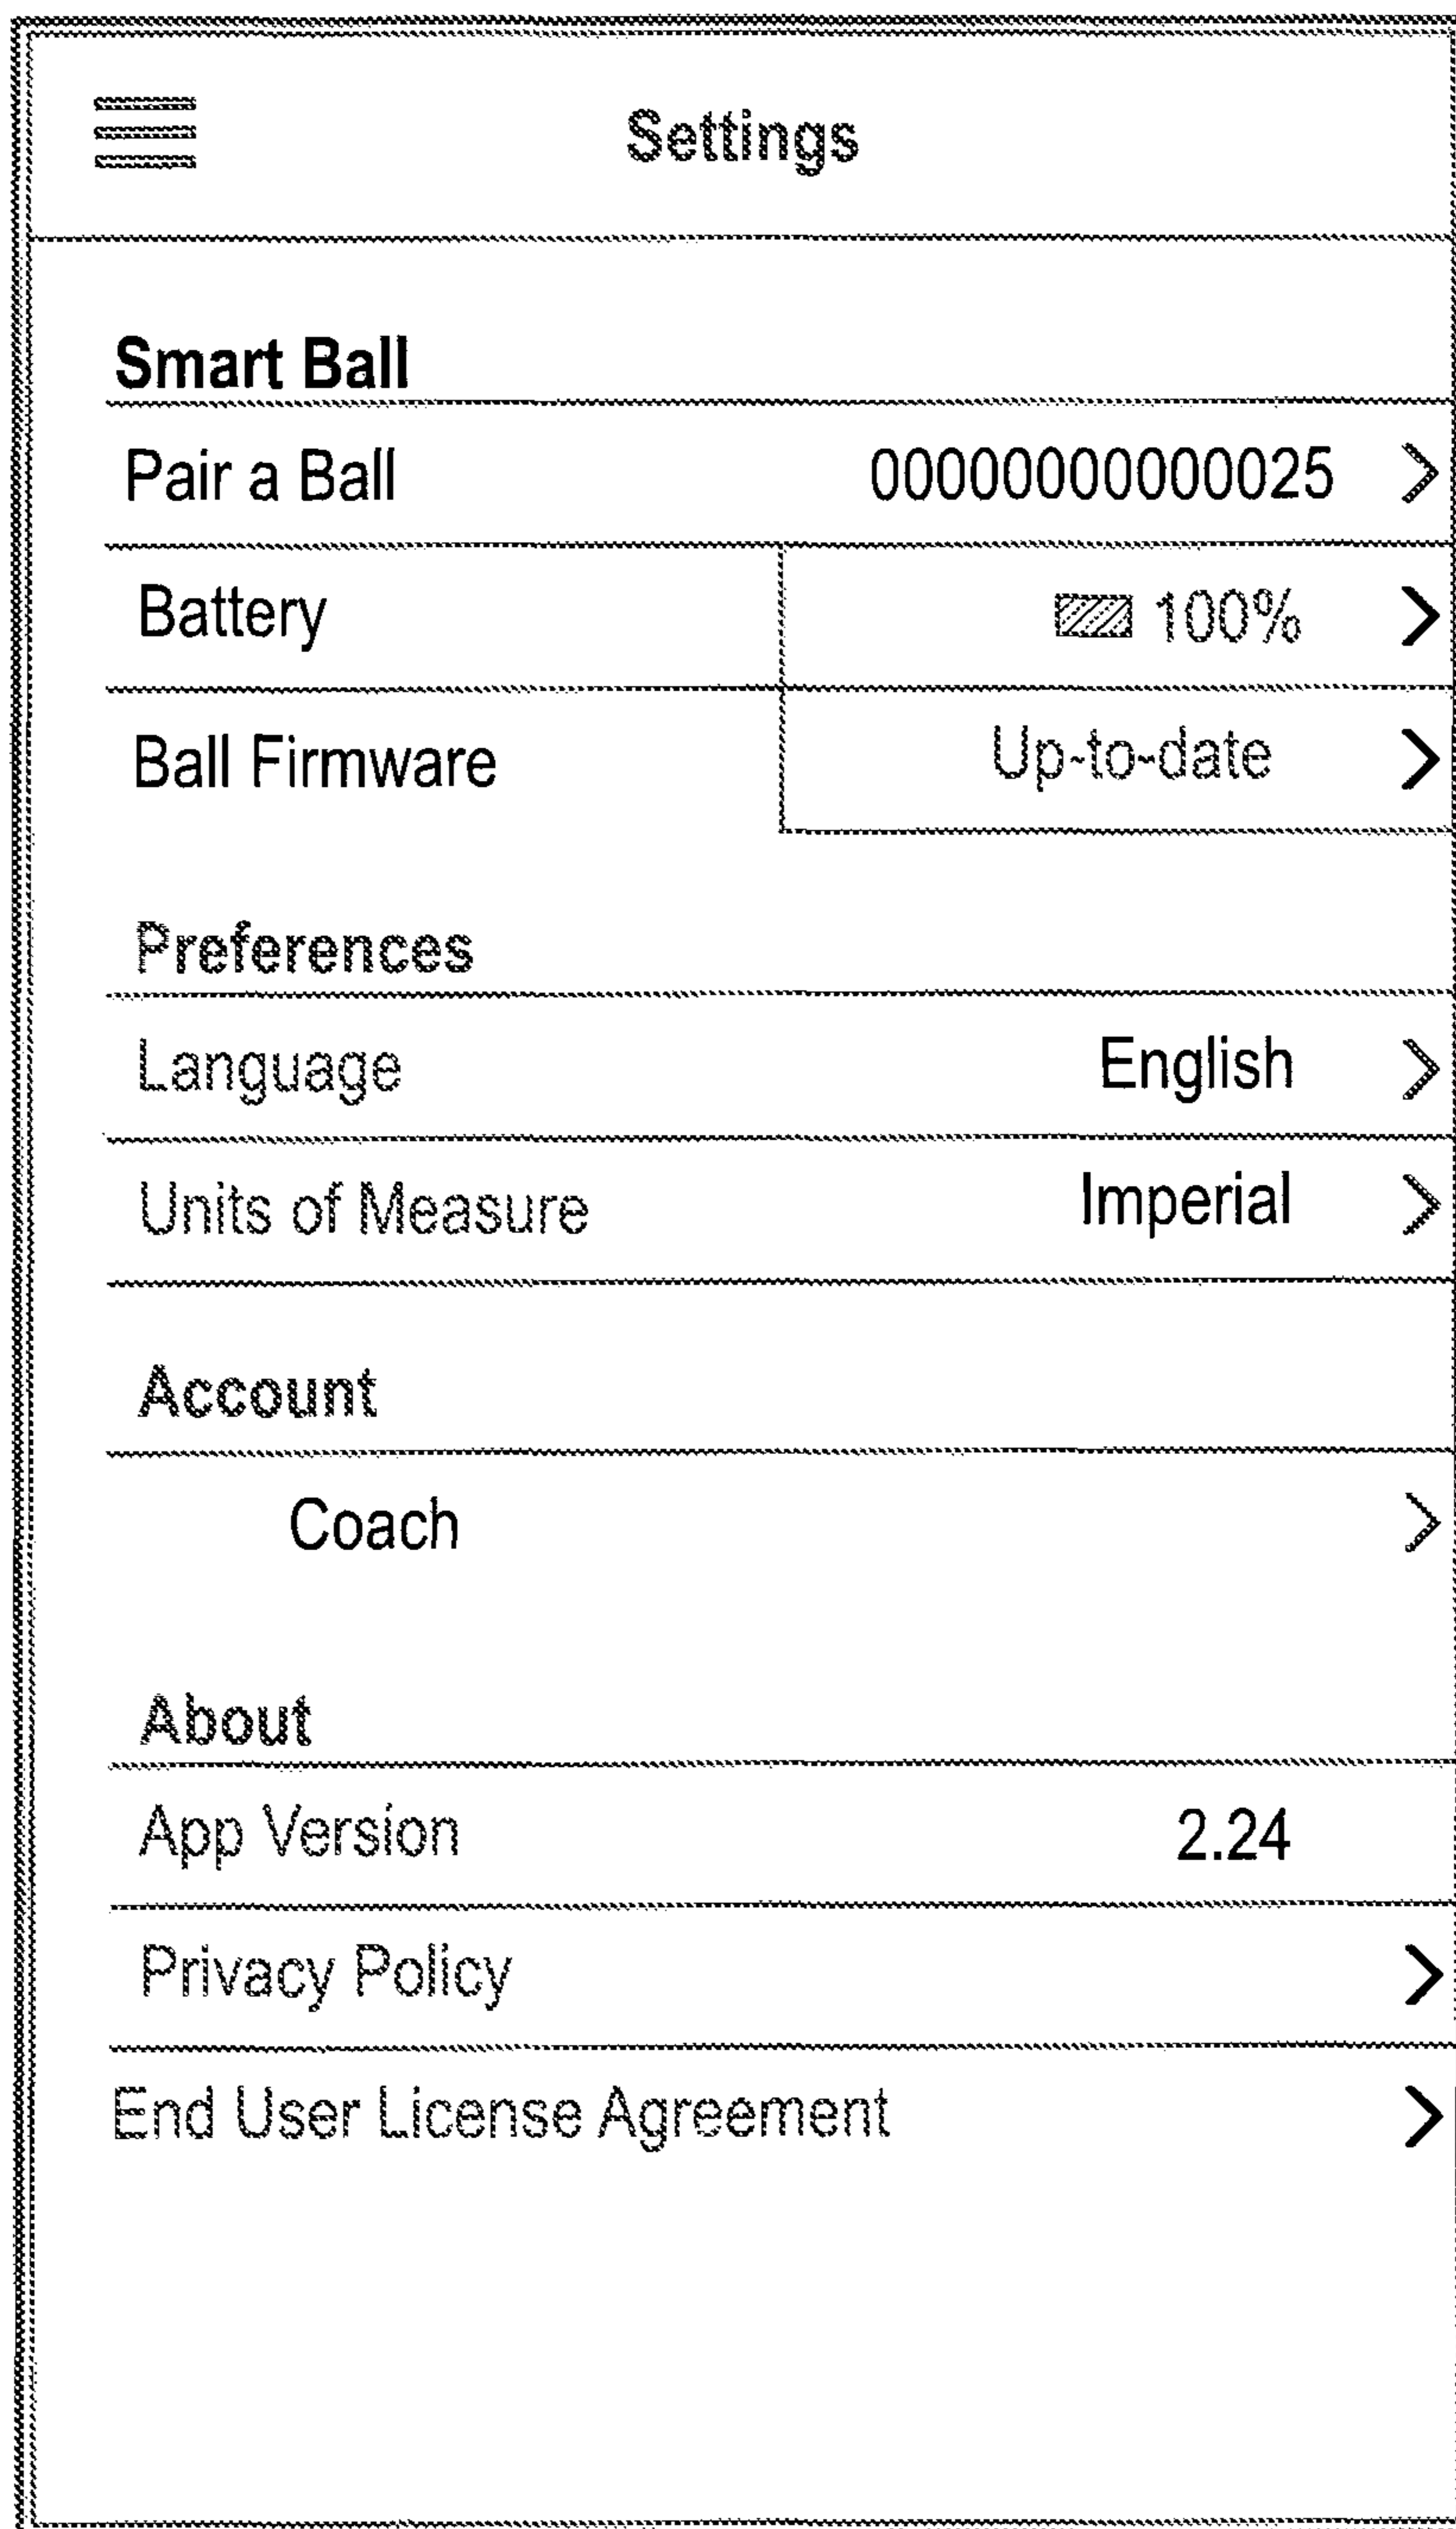 Settings
Smart Ball
Pair a Ball 00000000000025 >
Battery 100% >
Ball Firmware Up-to-date >
Preferences
Language English >
Units of Measure Imperial >
Account
Coach >
About
App Version 2.24
Privacy Policy >
End User License Agreement >